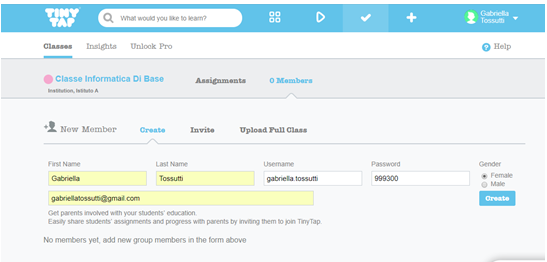 TINY TAP
What would you like to learn?
Gabriella Tossutti
Classes Insights Unlock Pro
Help
Classe Informatica Di Base
Institution, Istituto A
Assignments 0 Members
New Member Create Invite Upload Full Class
First Name Last Name Username Password Gender
Gabriella Tossutti gabriella.tossutti 999300 Female
Male
gabriellatossutti@gmail.com Create
Get parents involved with your students' education.
Easily share students' assignments and progress with parents by inviting them to join TinyTap.
No members yet, add new group members in the form above